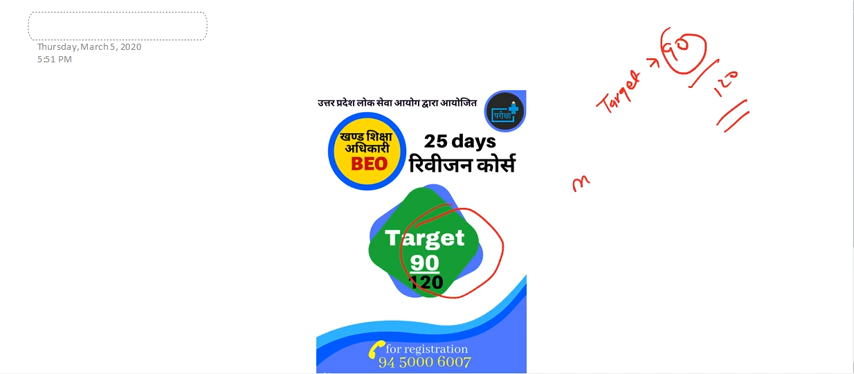 Thursday, March 5, 2020
5:51 PM
Target → 90
120
उत्तर प्रदेश लोक सेवा आयोग द्वारा आयोजित
परीक्षा
खण्ड शिक्षा
अधिकारी
BEO
25 days
रिवीजन कोर्स
m
Target
90
120
for registration
94 5000 6007